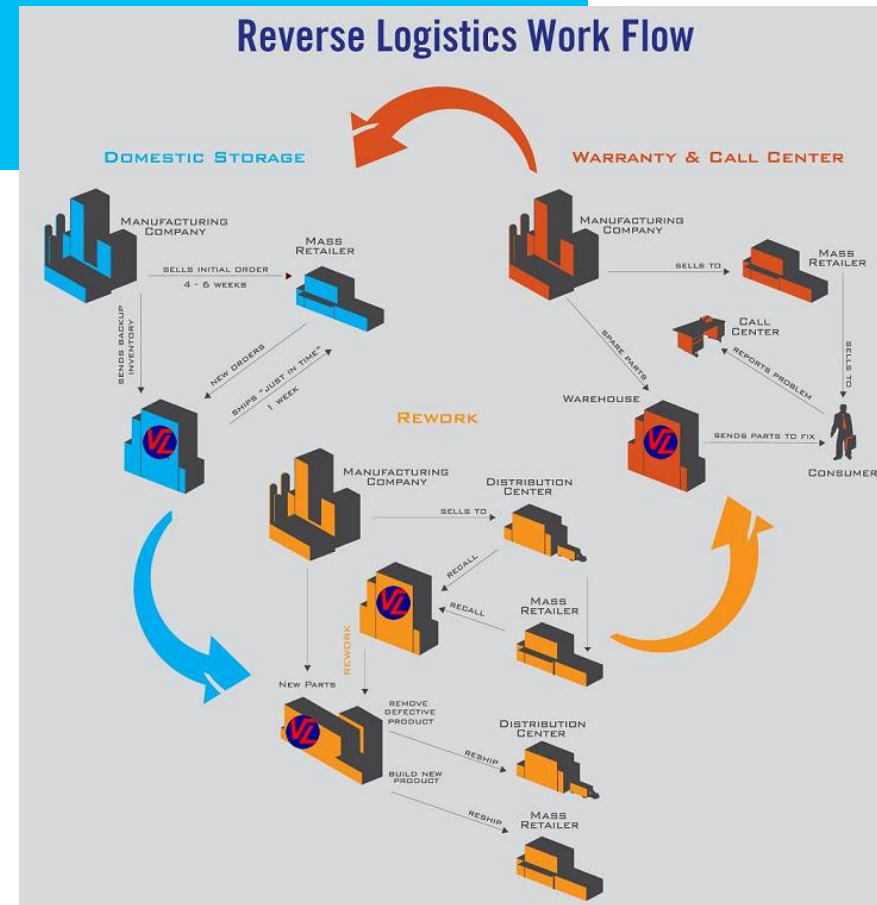 Reverse Logistics Work Flow
DOMESTIC STORAGE
MANUFACTURING
COMPANY
MASS
RETAILER
SELLS INITIAL ORDER
4 - 6 WEEKS
SENDS BACKUP
INVENTORY
NEW ORDERS
SHIPS "JUST IN TIME"
1 WEEK
VL
WARRANTY & CALL CENTER
MANUFACTURING
COMPANY
SELLS TO
MASS
RETAILER
CALL
CENTER
SPARE PARTS
REPORTS PROBLEM
SELLS TO
WAREHOUSE
VL
SENDS PARTS TO FIX
CONSUMER
REWORK
MANUFACTURING
COMPANY
SELLS TO
DISTRIBUTION
CENTER
RECALL
VL
RECALL
MASS
RETAILER
REWORK
NEW PARTS
VL
REMOVE
DEFECTIVE
PRODUCT
RESHIP
DISTRIBUTION
CENTER
BUILD NEW
PRODUCT
RESHIP
MASS
RETAILER